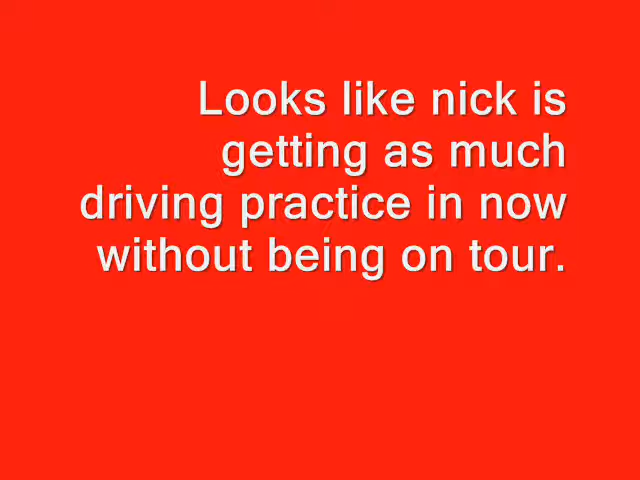 Looks like nick is
getting as much
driving practice in now
without being on tour.